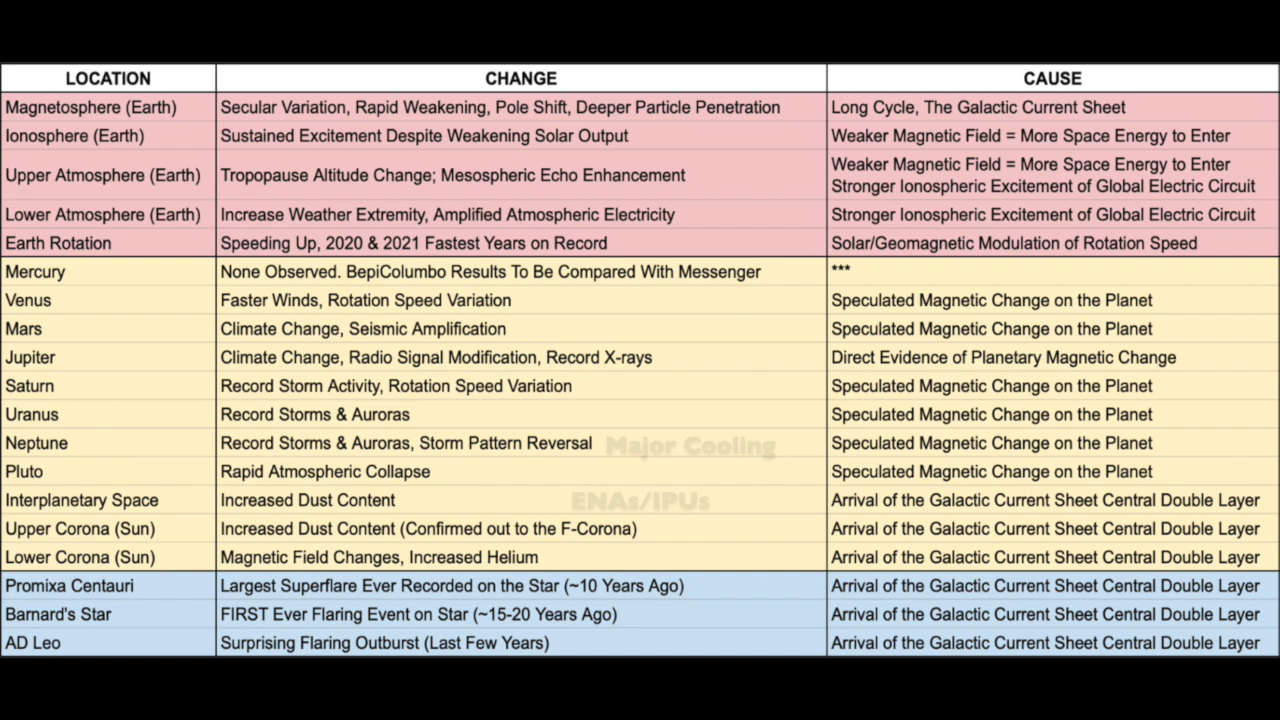 LOCATION CHANGE CAUSE
Magnetosphere (Earth) Secular Variation, Rapid Weakening, Pole Shift, Deeper Particle Penetration Long Cycle, The Galactic Current Sheet
Ionosphere (Earth) Sustained Excitement Despite Weakening Solar Output Weaker Magnetic Field = More Space Energy to Enter
Upper Atmosphere (Earth) Tropopause Altitude Change; Mesospheric Echo Enhancement Weaker Magnetic Field = More Space Energy to Enter
Stronger Ionospheric Excitement of Global Electric Circuit
Lower Atmosphere (Earth) Increase Weather Extremity, Amplified Atmospheric Electricity Stronger Ionospheric Excitement of Global Electric Circuit
Earth Rotation Speeding Up, 2020 & 2021 Fastest Years on Record Solar/Geomagnetic Modulation of Rotation Speed
Mercury None Observed. BepiColumbo Results To Be Compared With Messenger ***
Venus Faster Winds, Rotation Speed Variation Speculated Magnetic Change on the Planet
Mars Climate Change, Seismic Amplification Speculated Magnetic Change on the Planet
Jupiter Climate Change, Radio Signal Modification, Record X-rays Direct Evidence of Planetary Magnetic Change
Saturn Record Storm Activity, Rotation Speed Variation Speculated Magnetic Change on the Planet
Uranus Record Storms & Auroras Speculated Magnetic Change on the Planet
Neptune Record Storms & Auroras, Storm Pattern Reversal Major Cooling Speculated Magnetic Change on the Planet
Pluto Rapid Atmospheric Collapse Speculated Magnetic Change on the Planet
Interplanetary Space Increased Dust Content ENAs/IPUs Arrival of the Galactic Current Sheet Central Double Layer
Upper Corona (Sun) Increased Dust Content (Confirmed out to the F-Corona) Arrival of the Galactic Current Sheet Central Double Layer
Lower Corona (Sun) Magnetic Field Changes, Increased Helium Arrival of the Galactic Current Sheet Central Double Layer
Promixa Centauri Largest Superflare Ever Recorded on the Star (~10 Years Ago) Arrival of the Galactic Current Sheet Central Double Layer
Barnard's Star FIRST Ever Flaring Event on Star (~15-20 Years Ago) Arrival of the Galactic Current Sheet Central Double Layer
AD Leo Surprising Flaring Outburst (Last Few Years) Arrival of the Galactic Current Sheet Central Double Layer